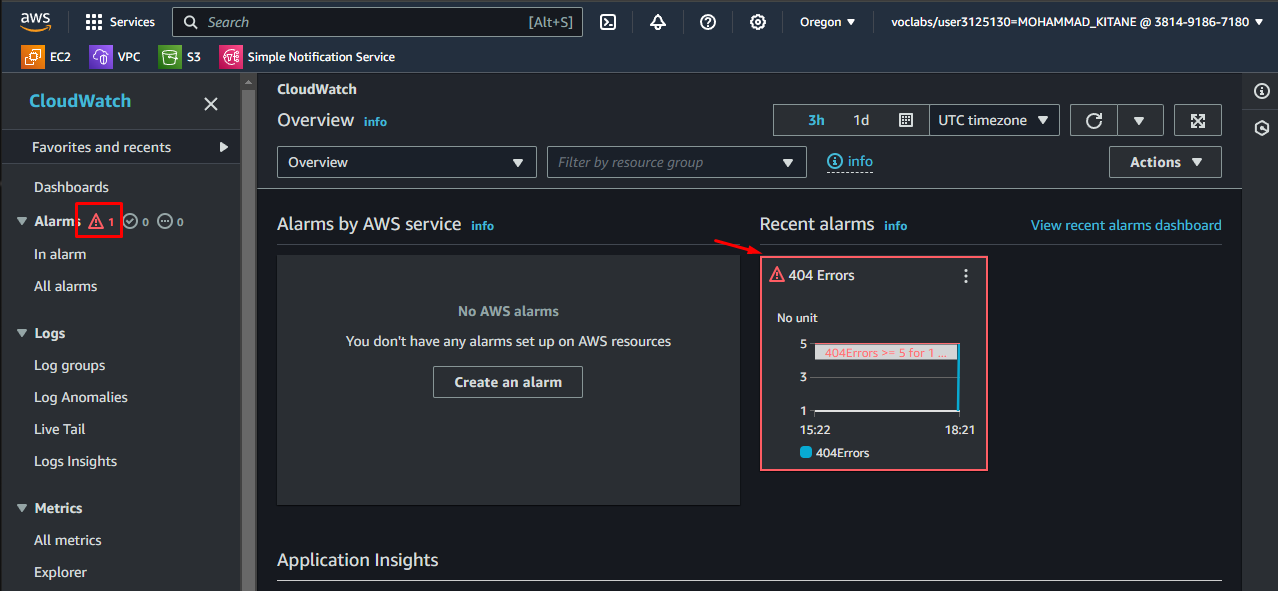 aws Services Search [Alt+S] Oregon voclabs/user3125130=MOHAMMAD_KITANE @ 3814-9186-7180
EC2 VPC S3 Simple Notification Service
CloudWatch
Favorites and recents
Dashboards
Alarms 1 0 0
In alarm
All alarms
Logs
Log groups
Log Anomalies
Live Tail
Logs Insights
Metrics
All metrics
Explorer
CloudWatch
Overview info
3h 1d UTC timezone
Overview Filter by resource group info Actions
Alarms by AWS service info
No AWS alarms
You don't have any alarms set up on AWS resources
Create an alarm
Recent alarms info View recent alarms dashboard
404 Errors
No unit
5
404Errors >= 5 for 1 ...
3
1
15:22 18:21
404Errors
Application Insights